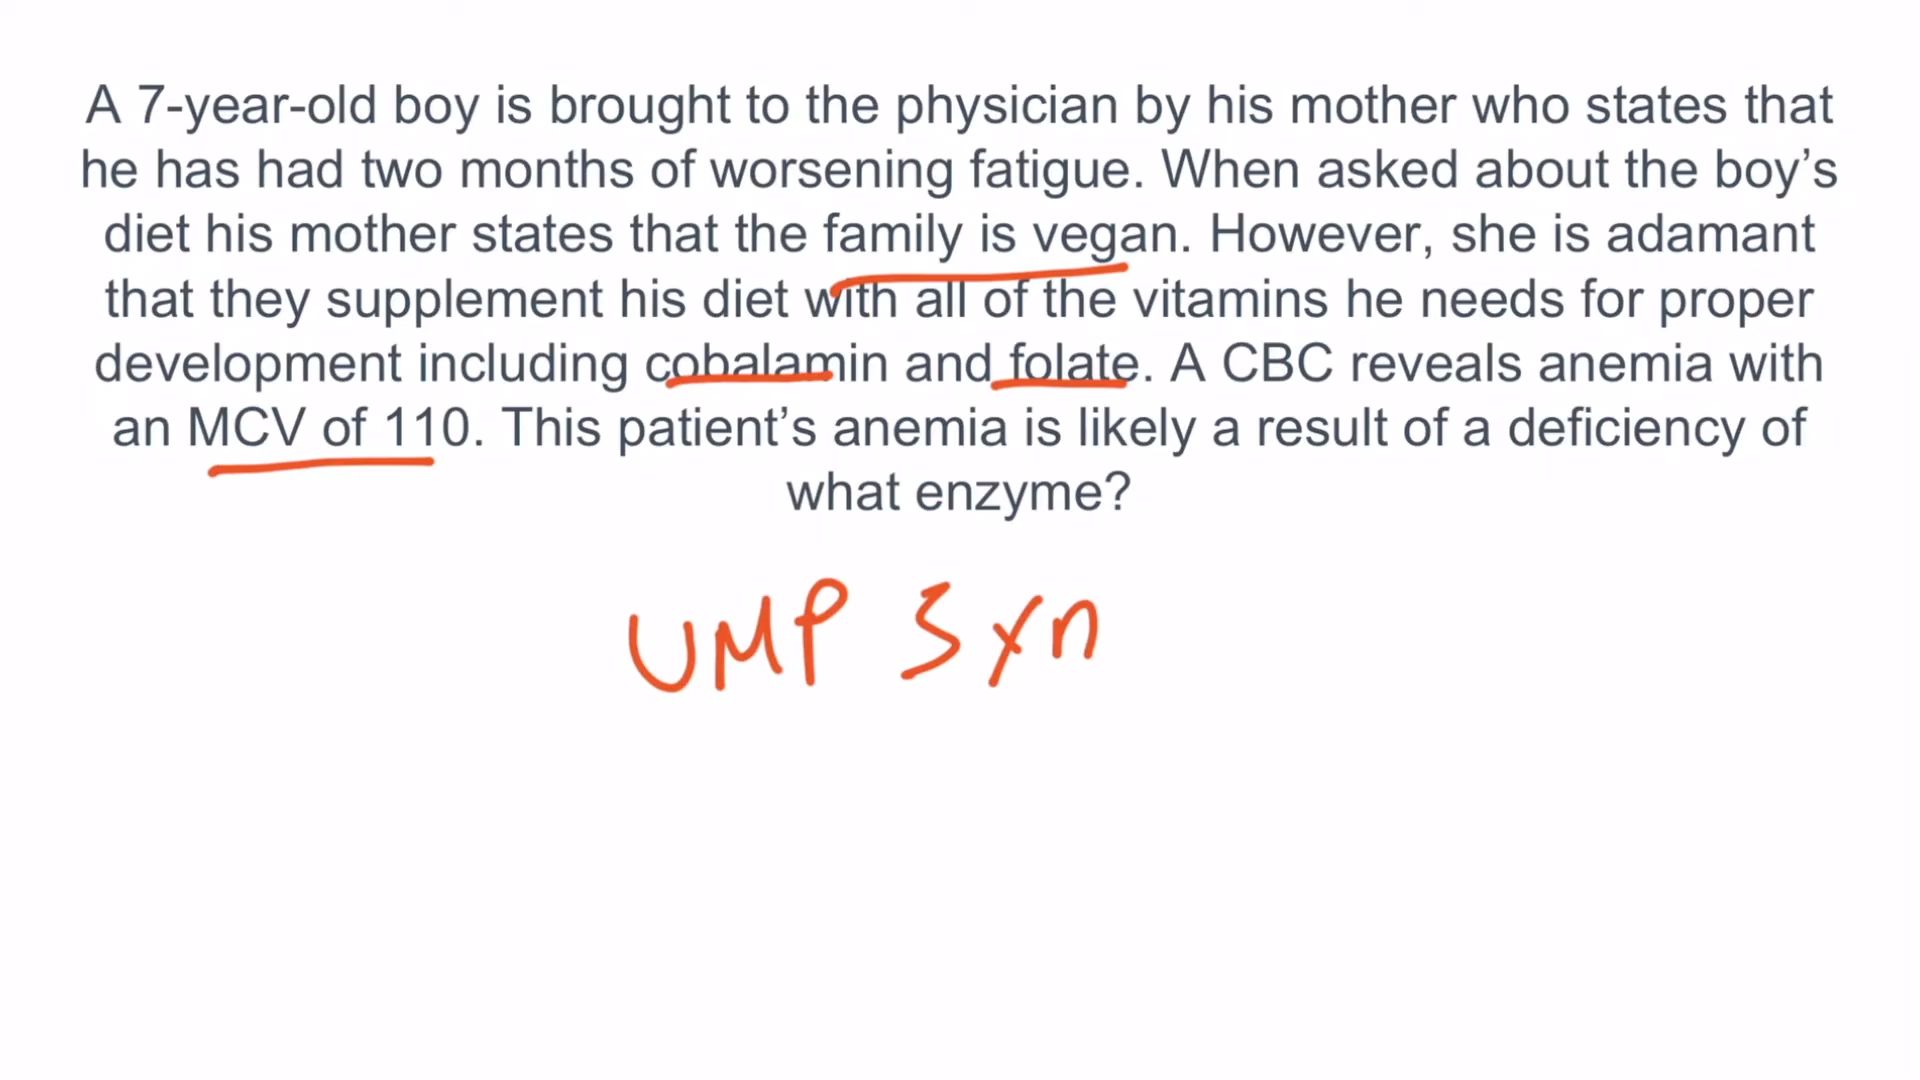 A 7-year-old boy is brought to the physician by his mother who states that
he has had two months of worsening fatigue. When asked about the boy’s
diet his mother states that the family is vegan. However, she is adamant
that they supplement his diet with all of the vitamins he needs for proper
development including cobalamin and folate. A CBC reveals anemia with
an MCV of 110. This patient’s anemia is likely a result of a deficiency of
what enzyme?
UMP Syn